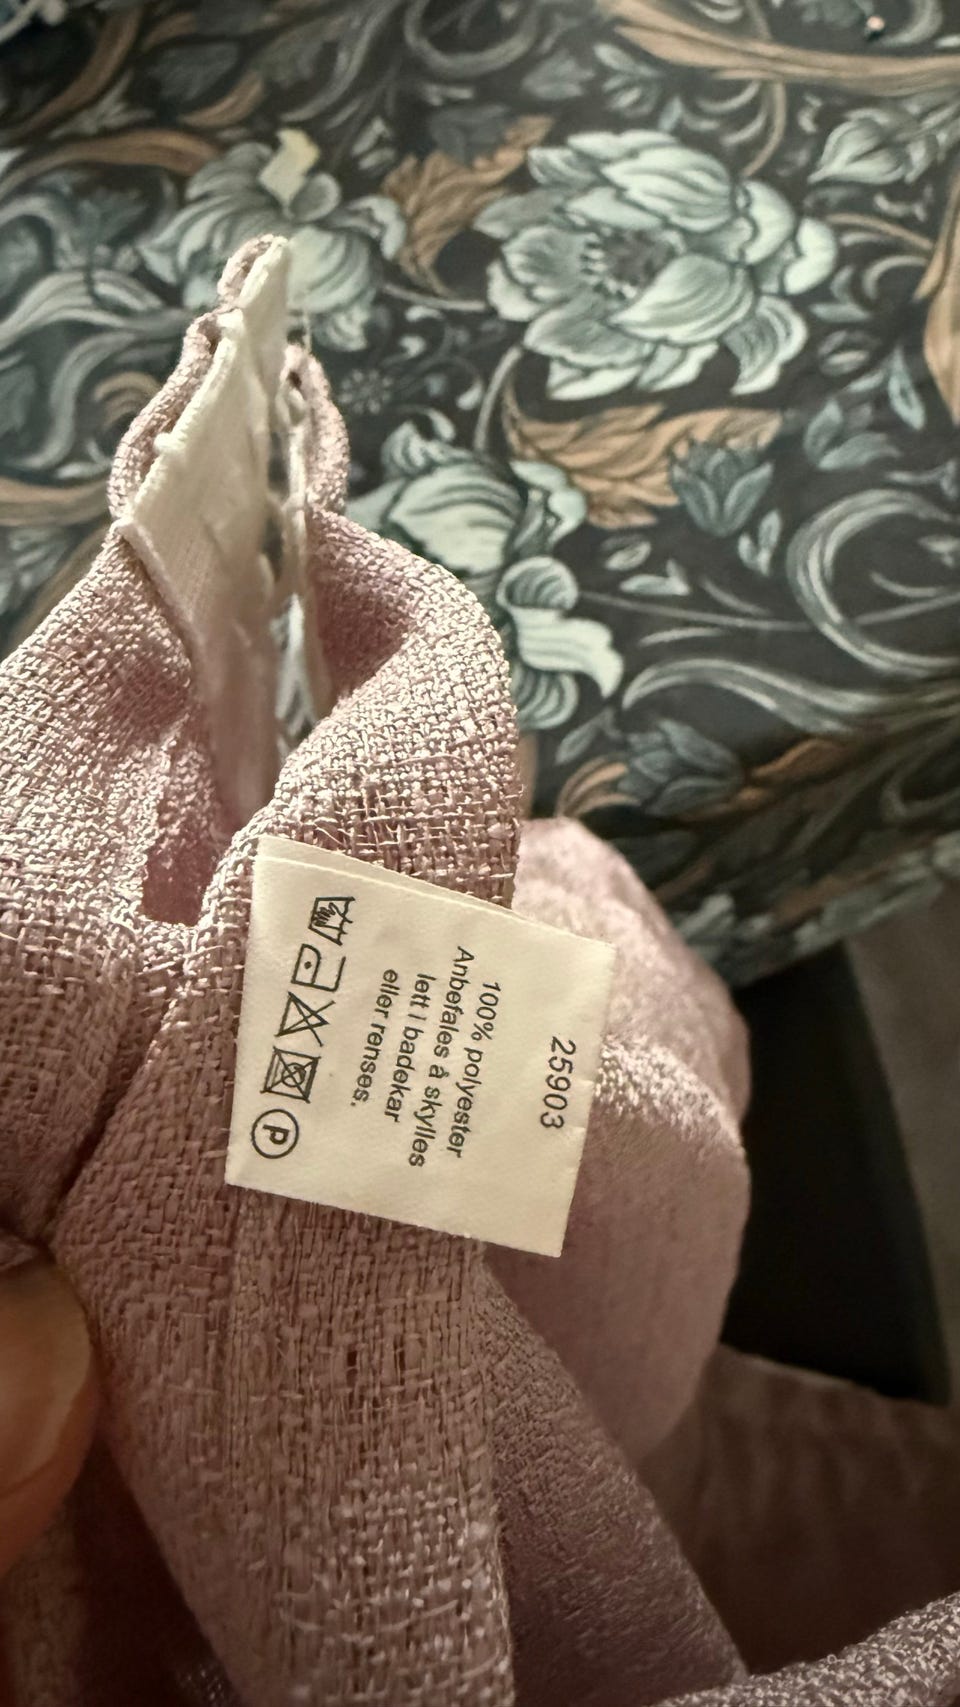 25903
100% polyester
Anbefales å skylles
lett i badekar
eller renses.
P